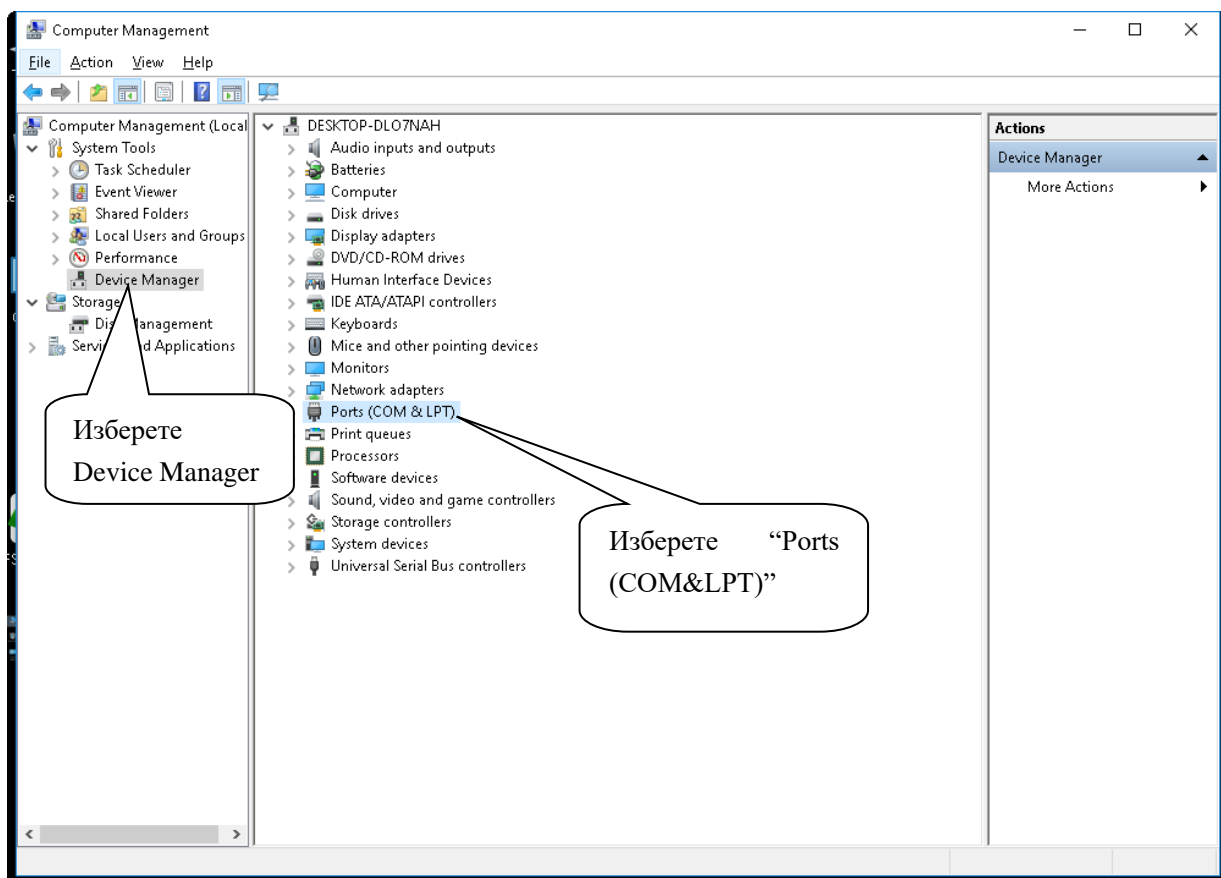 Computer Management
File Action View Help
Computer Management (Local
System Tools
Task Scheduler
Event Viewer
Shared Folders
Local Users and Groups
Performance
Device Manager
Storage
Management
Applications
Изберете
Device Manager
DESKTOP-DLO7NAH
Audio inputs and outputs
Batteries
Computer
Disk drives
Display adapters
DVD/CD-ROM drives
Human Interface Devices
IDE ATA/ATAPI controllers
Keyboards
Mice and other pointing devices
Monitors
Network adapters
Ports (COM & LPT)
Print queues
Processors
Software devices
Sound, video and game controllers
Storage controllers
System devices
Universal Serial Bus controllers
Изберете “Ports
(COM&LPT)”
Actions
Device Manager
More Actions